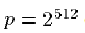 p = 2^{512}